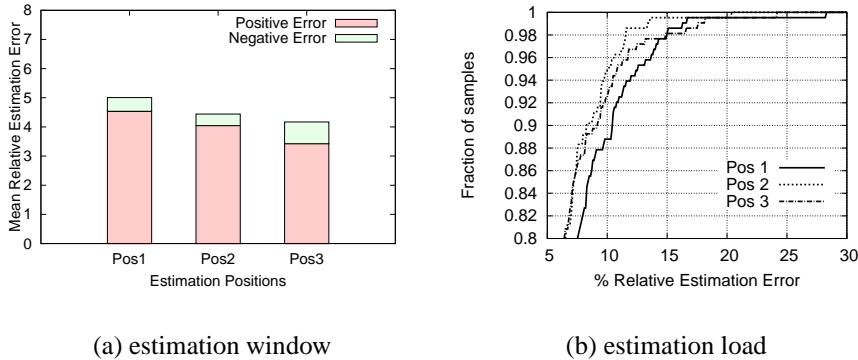 Mean Relative Estimation Error
8
7
6
5
4
3
2
1
0
Positive Error
Negative Error
Pos1 Pos2 Pos3
Estimation Positions
(a) estimation window
Fraction of samples
1
0.98
0.96
0.94
0.92
0.9
0.88
0.86
0.84
0.82
0.8
Pos 1
Pos 2
Pos 3
5 10 15 20 25 30
% Relative Estimation Error
(b) estimation load